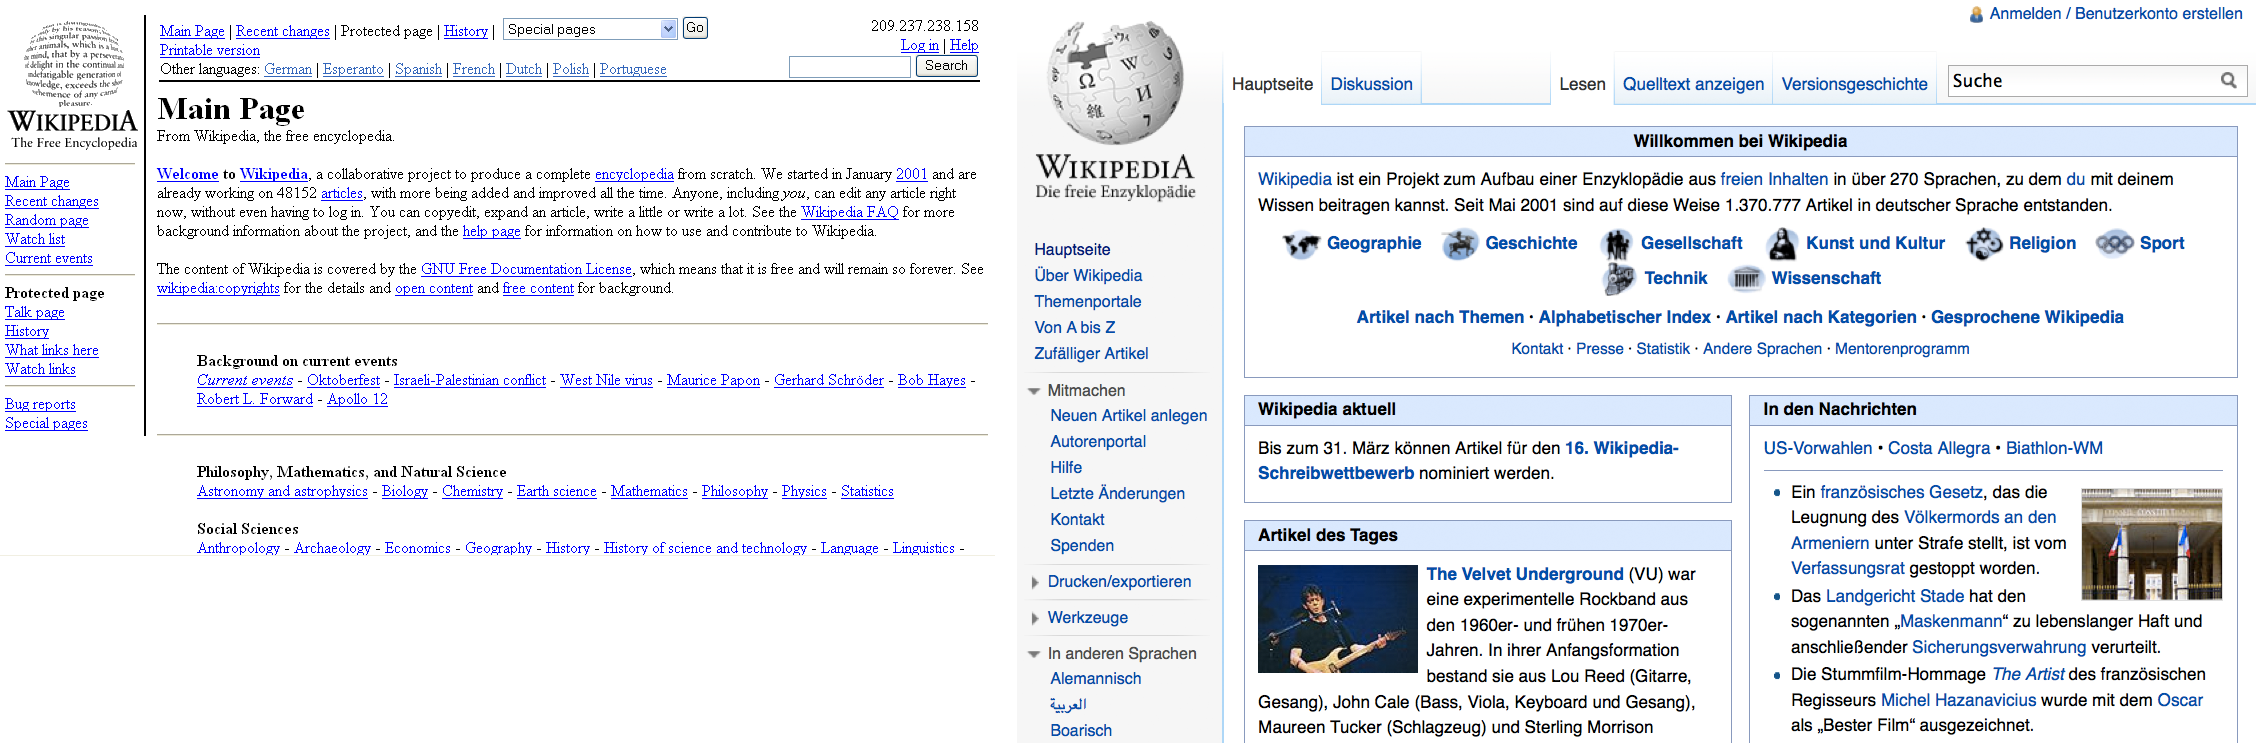 WIKIPEDIA
The Free Encyclopedia
Main Page
Recent changes
Random page
Watch list
Current events
Protected page
Talk page
History
What links here
Watch links
Bug reports
Special pages
Main Page | Recent changes | Protected page | History | Special pages Go
Printable version
Other languages: German | Esperanto | Spanish | French | Dutch | Polish | Portuguese
209.237.238.158
Log in | Help
Search
Main Page
From Wikipedia, the free encyclopedia.
Welcome to Wikipedia, a collaborative project to produce a complete encyclopedia from scratch. We started in January 2001 and are
already working on 48152 articles, with more being added and improved all the time. Anyone, including you, can edit any article right
now, without even having to log in. You can copyedit, expand an article, write a little or write a lot. See the Wikipedia FAQ for more
background information about the project, and the help page for information on how to use and contribute to Wikipedia.
The content of Wikipedia is covered by the GNU Free Documentation License, which means that it is free and will remain so forever. See
wikipedia:copyrights for the details and open content and free content for background.
Background on current events
Current events - Oktoberfest - Israeli-Palestinian conflict - West Nile virus - Maurice Papon - Gerhard Schröder - Bob Hayes -
Robert L. Forward - Apollo 12
Philosophy, Mathematics, and Natural Science
Astronomy and astrophysics - Biology - Chemistry - Earth science - Mathematics - Philosophy - Physics - Statistics
Social Sciences
Anthropology - Archaeology - Economics - Geography - History - History of science and technology - Language - Linguistics -
WIKIPEDIA
Die freie Enzyklopädie
Hauptseite
Über Wikipedia
Themenportale
Von A bis Z
Zufälliger Artikel
Mitmachen
Neuen Artikel anlegen
Autorenportal
Hilfe
Letzte Änderungen
Kontakt
Spenden
Drucken/exportieren
Werkzeuge
In anderen Sprachen
Alemannisch
العربية
Boarisch
Anmelden / Benutzerkonto erstellen
Hauptseite Diskussion Lesen Quelltext anzeigen Versionsgeschichte Suche
Willkommen bei Wikipedia
Wikipedia ist ein Projekt zum Aufbau einer Enzyklopädie aus freien Inhalten in über 270 Sprachen, zu dem du mit deinem
Wissen beitragen kannst. Seit Mai 2001 sind auf diese Weise 1.370.777 Artikel in deutscher Sprache entstanden.
Geographie Geschichte Gesellschaft Kunst und Kultur Religion Sport
Technik Wissenschaft
Artikel nach Themen · Alphabetischer Index · Artikel nach Kategorien · Gesprochene Wikipedia
Kontakt · Presse · Statistik · Andere Sprachen · Mentorenprogramm
Wikipedia aktuell
Bis zum 31. März können Artikel für den 16. Wikipedia-
Schreibwettbewerb nominiert werden.
Artikel des Tages
The Velvet Underground (VU) war
eine experimentelle Rockband aus
den 1960er- und frühen 1970er-
Jahren. In ihrer Anfangsformation
bestand sie aus Lou Reed (Gitarre,
Gesang), John Cale (Bass, Viola, Keyboard und Gesang),
Maureen Tucker (Schlagzeug) und Sterling Morrison
In den Nachrichten
US-Vorwahlen • Costa Allegra • Biathlon-WM
Ein französisches Gesetz, das die
Leugnung des Völkermords an den
Armeniern unter Strafe stellt, ist vom
Verfassungsrat gestoppt worden.
Das Landgericht Stade hat den
sogenannten „Maskenmann“ zu lebenslanger Haft und
anschließender Sicherungsverwahrung verurteilt.
Die Stummfilm-Hommage The Artist des französischen
Regisseurs Michel Hazanavicius wurde mit dem Oscar
als „Bester Film“ ausgezeichnet.